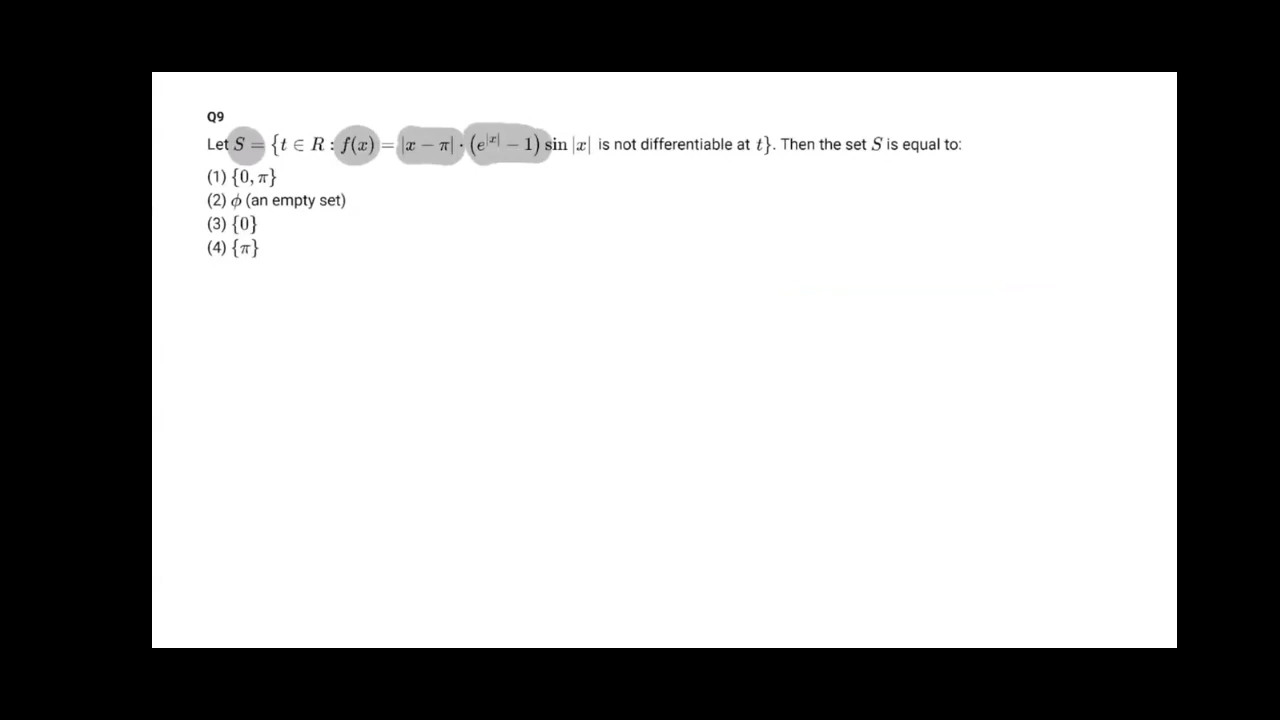 Q9
Let S = {t ∈ R : f(x) = |x − π| · (e^{|x|} − 1) sin |x| is not differentiable at t}. Then the set S is equal to:
(1) {0, π}
(2) ϕ (an empty set)
(3) {0}
(4) {π}